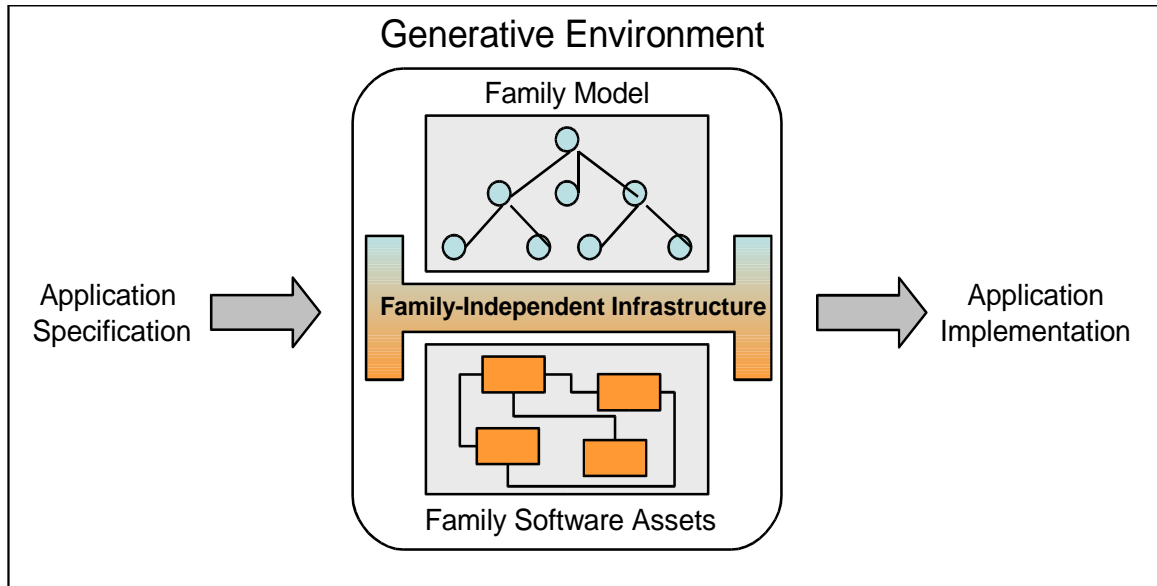 Generative Environment
Family Model
Application
Specification
Family-Independent Infrastructure
Application
Implementation
Family Software Assets